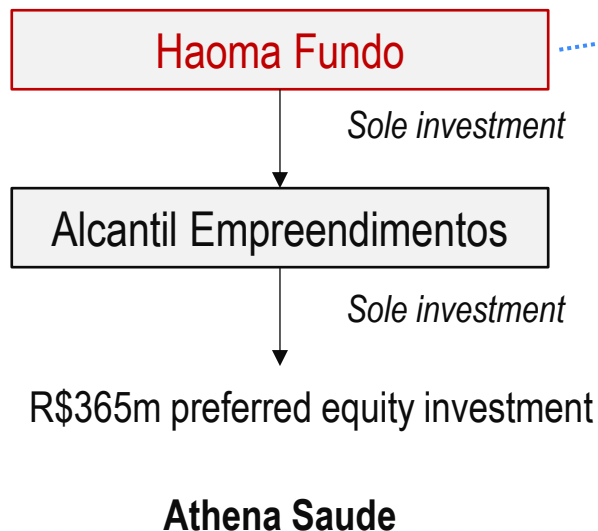 Haoma Fundo
Sole investment
Alcantil Empreendimentos
Sole investment
R$365m preferred equity investment
Athena Saude